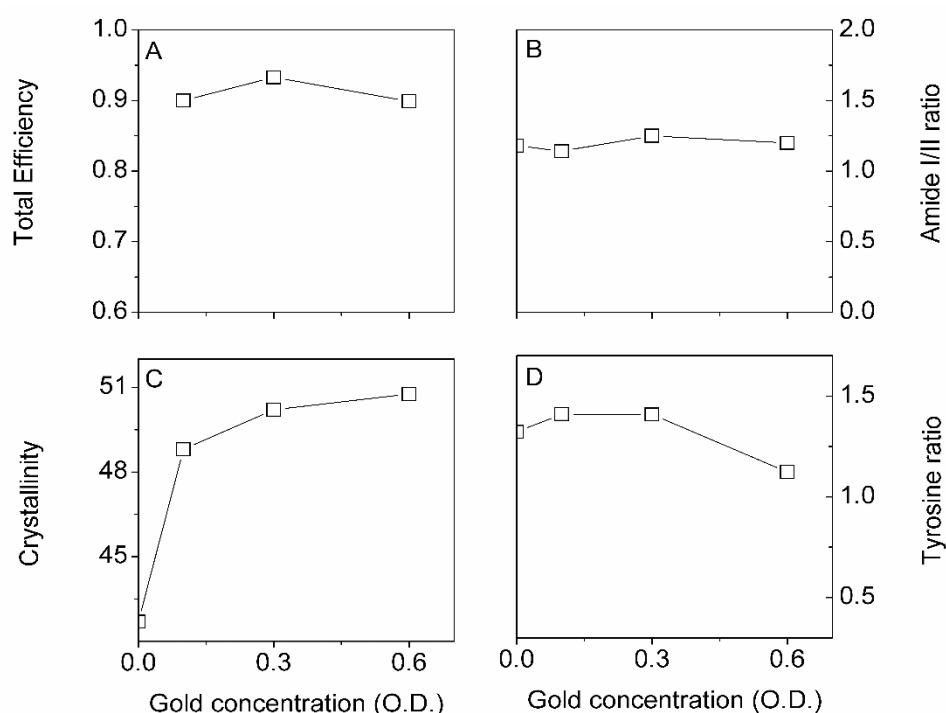 A
Total Efficiency
1.0
0.9
0.8
0.7
0.6
B
Amide I/II ratio
2.0
1.5
1.0
0.5
0.0
C
Crystallinity
51
48
45
0.0 0.3 0.6
Gold concentration (O.D.)
D
Tyrosine ratio
1.5
1.0
0.5
0.0 0.3 0.6
Gold concentration (O.D.)